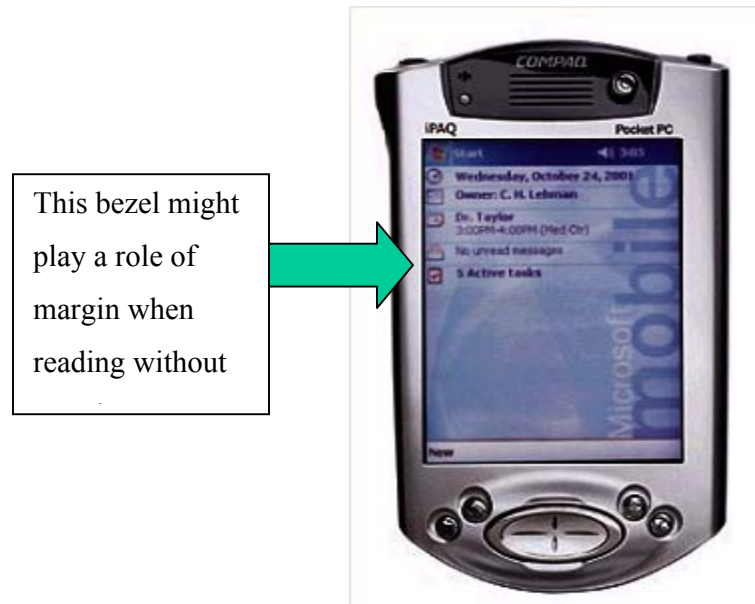 This bezel might
play a role of
margin when
reading without
COMPAQ
iPAQ Pocket PC
Start 3:03
Wednesday, October 24, 2001
Owner: C. H. Lehman
Dr. Taylor
3:00PM-4:00PM (Med Ctr)
No unread messages
5 Active tasks
Microsoft
mobile
New